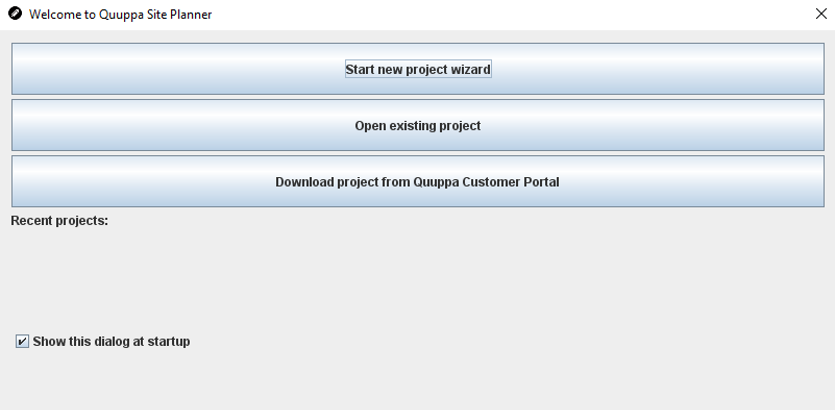 Welcome to Quuppa Site Planner
Start new project wizard
Open existing project
Download project from Quuppa Customer Portal
Recent projects:
Show this dialog at startup